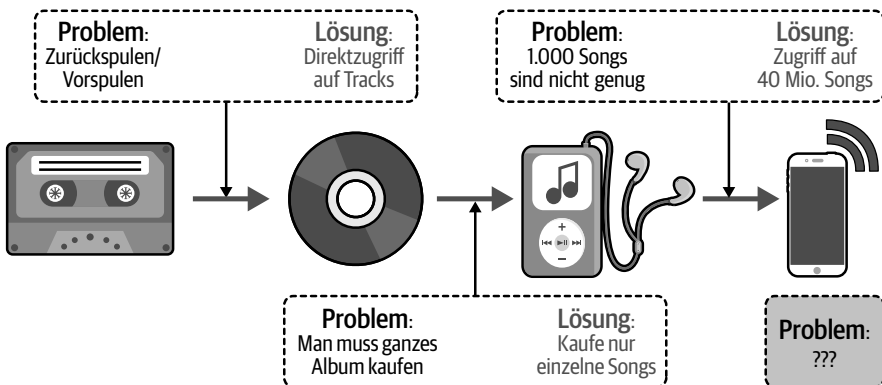 Problem:
Zurückspulen/
Vorspulen
Lösung:
Direktzugriff
auf Tracks
Problem:
1.000 Songs
sind nicht genug
Lösung:
Zugriff auf
40 Mio. Songs
Problem:
Man muss ganzes
Album kaufen
Lösung:
Kaufe nur
einzelne Songs
Problem:
???